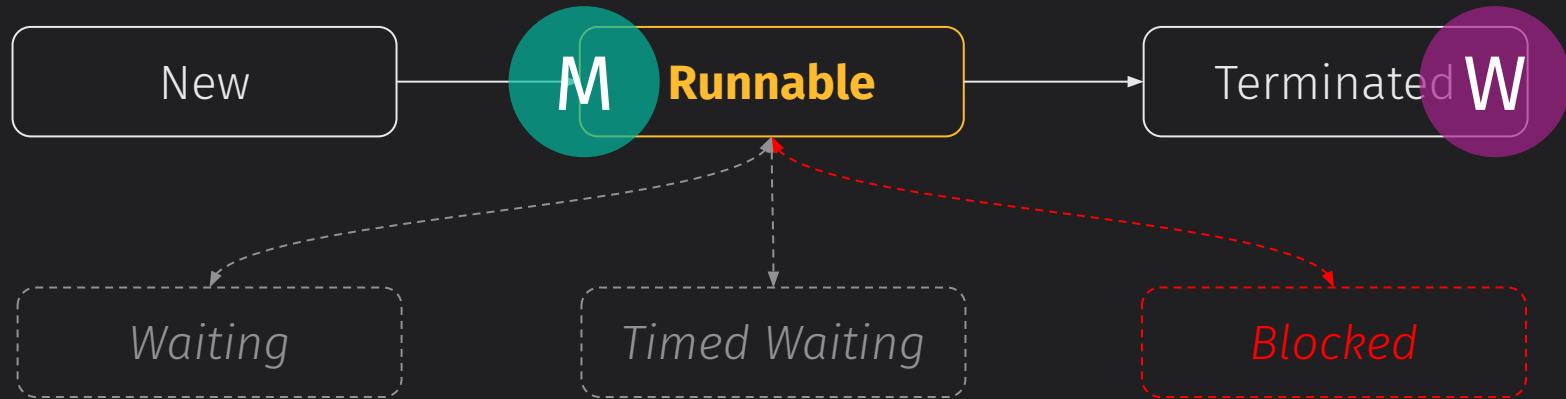 New
M
Runnable
Terminated
W
Waiting
Timed Waiting
Blocked